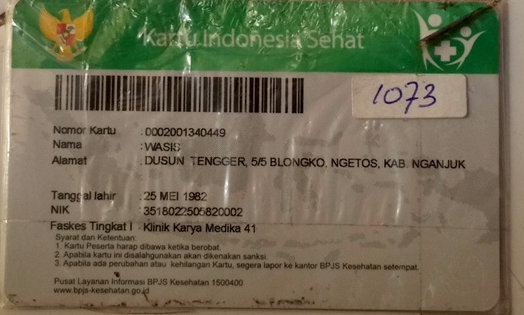 Kartu Indonesia Sehat
1073
Nomor Kartu : 0002001340449
Nama : WASIS
Alamat : DUSUN TENGGER, 5/5 BLONGKO, NGETOS, KAB. NGANJUK
Tanggal lahir : 25 MEI 1982
NIK : 3518022505820002
Faskes Tingkat I : Klinik Karya Medika 41
Syarat dan Ketentuan:
1. Kartu Peserta harap dibawa ketika berobat.
2. Apabila kartu ini disalahgunakan akan dikenakan sanksi.
3. Apabila ada perubahan atau kehilangan Kartu, segera lapor ke kantor BPJS Kesehatan setempat.
Pusat Layanan Informasi BPJS Kesehatan 1500400
www.bpjs-kesehatan.go.id